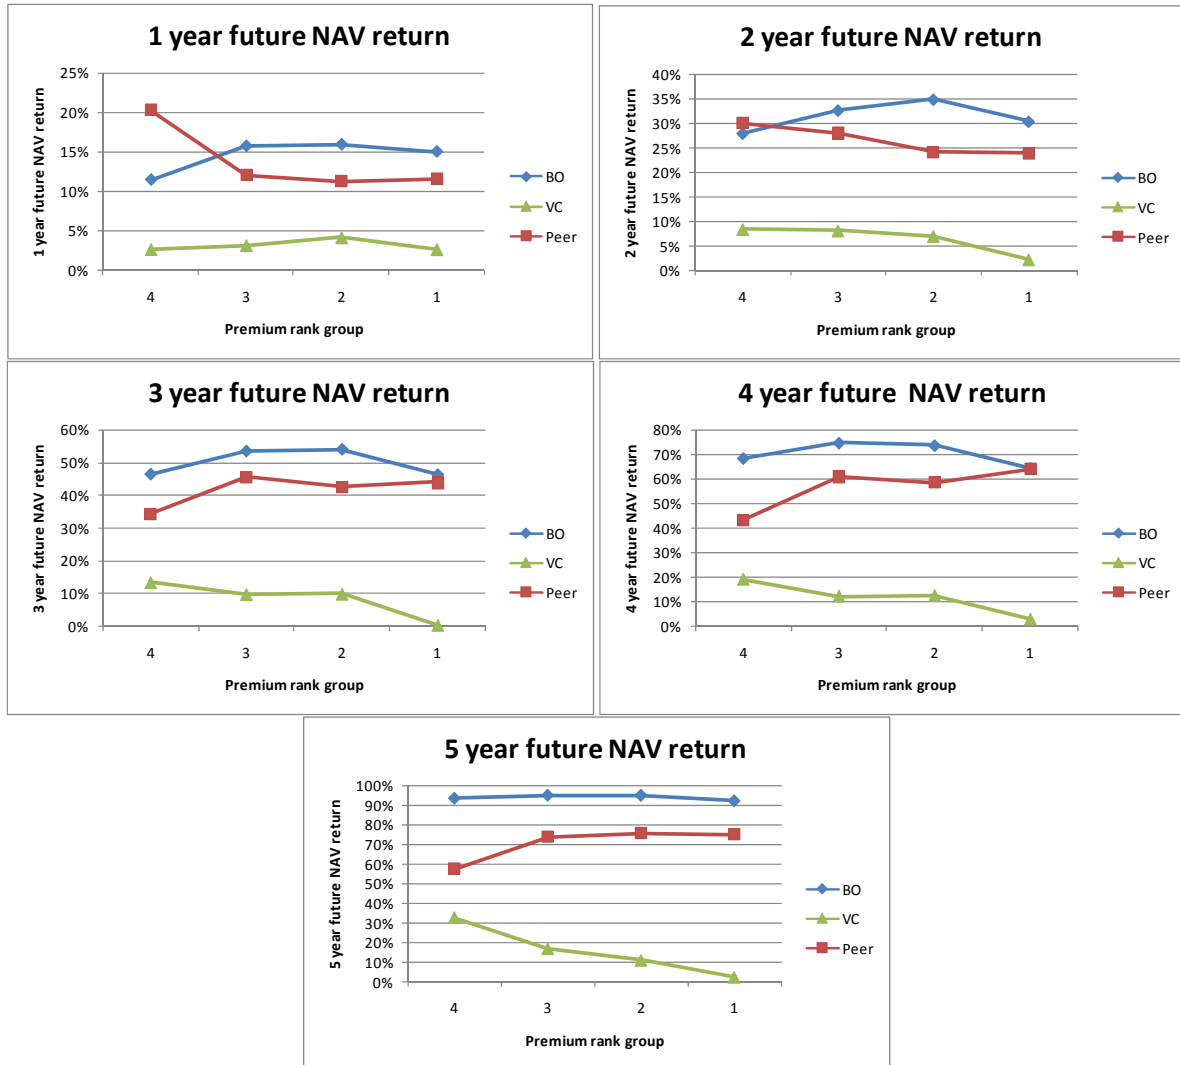 1 year future NAV return
1 year future NAV return
25%
20%
15%
10%
5%
0%
4 3 2 1
Premium rank group
BO
VC
Peer
2 year future NAV return
2 year future NAV return
40%
35%
30%
25%
20%
15%
10%
5%
0%
4 3 2 1
Premium rank group
BO
VC
Peer
3 year future NAV return
3 year future NAV return
60%
50%
40%
30%
20%
10%
0%
4 3 2 1
Premium rank group
BO
VC
Peer
4 year future  NAV return
4 year future NAV return
80%
70%
60%
50%
40%
30%
20%
10%
0%
4 3 2 1
Premium rank group
BO
VC
Peer
5 year future NAV return
5 year future NAV return
100%
90%
80%
70%
60%
50%
40%
30%
20%
10%
0%
4 3 2 1
Premium rank group
BO
VC
Peer